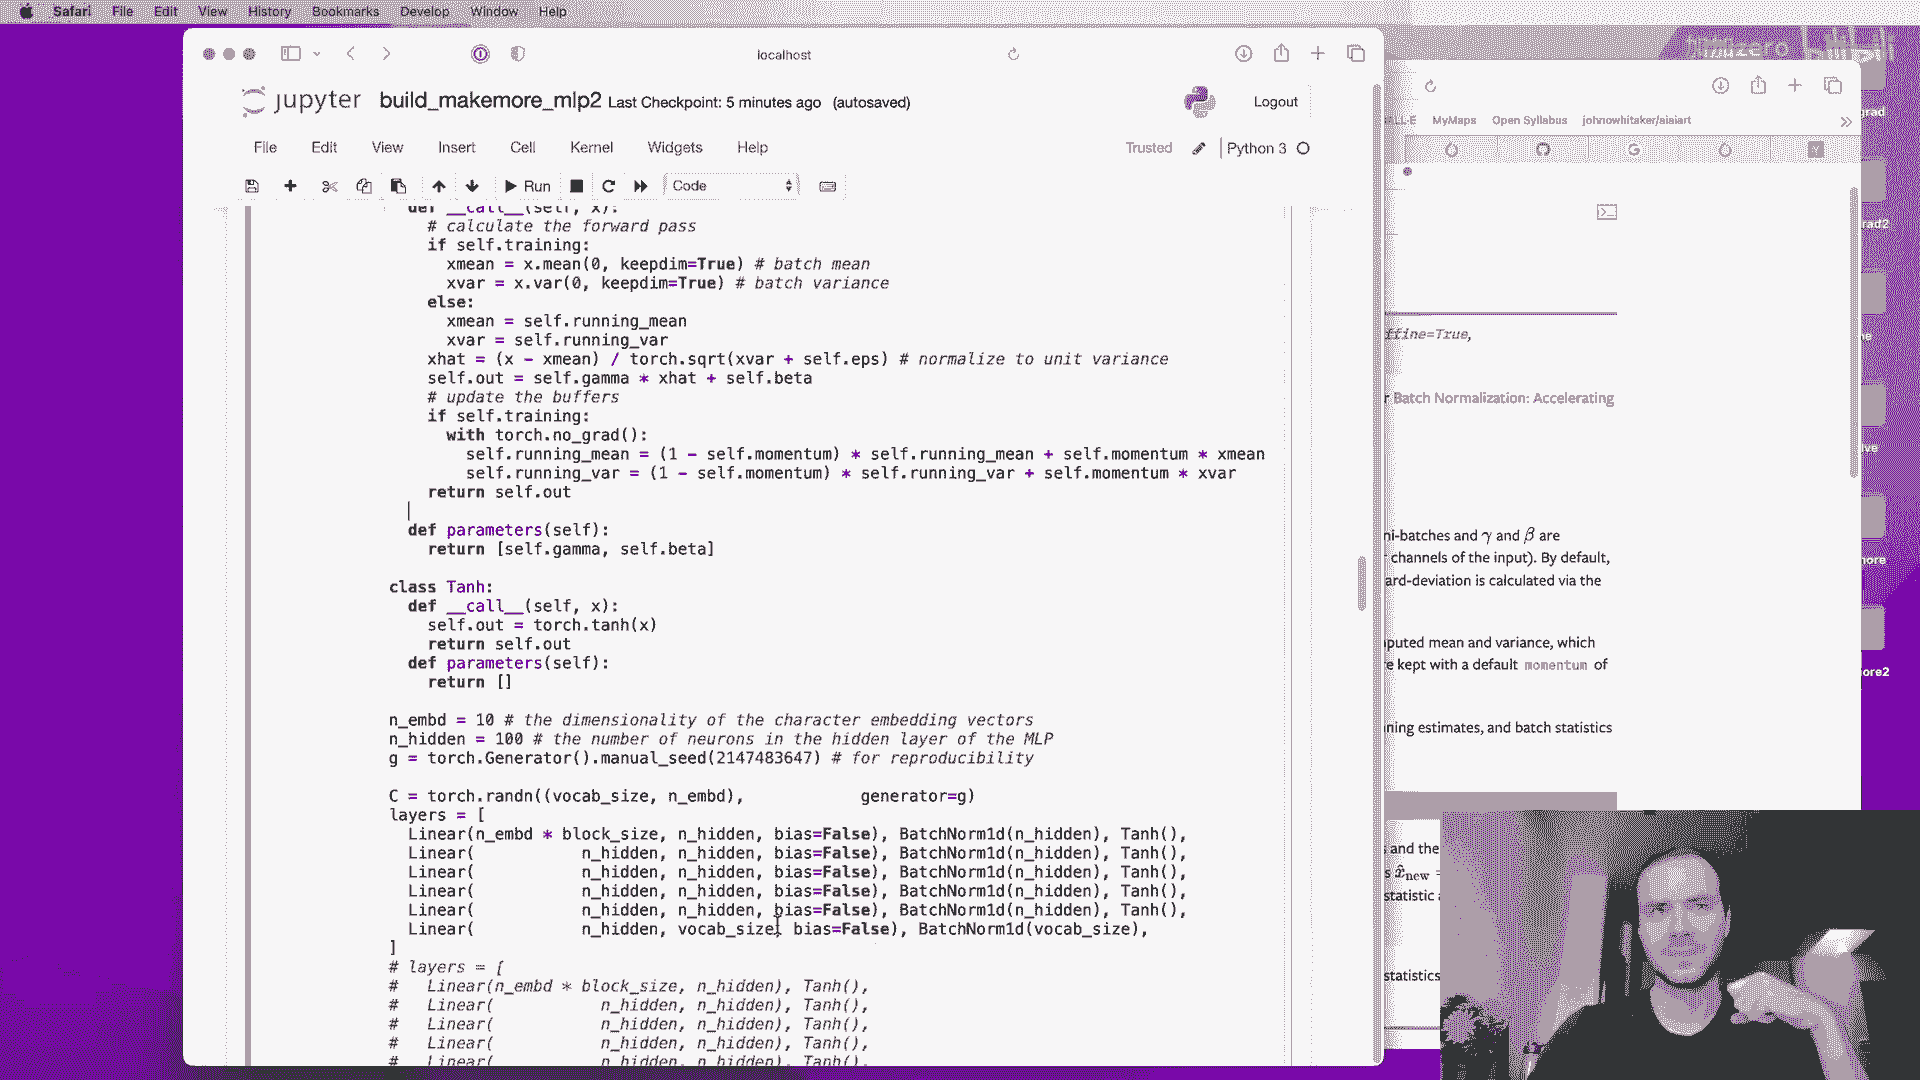 Safari File Edit View History Bookmarks Develop Window Help
localhost
jupyter build_makemore_mlp2 Last Checkpoint: 5 minutes ago (autosaved)
Logout
File Edit View Insert Cell Kernel Widgets Help
Trusted Python 3
Run Code
def __call__(self, x):
# calculate the forward pass
if self.training:
xmean = x.mean(0, keepdim=True) # batch mean
xvar = x.var(0, keepdim=True) # batch variance
else:
xmean = self.running_mean
xvar = self.running_var
xhat = (x - xmean) / torch.sqrt(xvar + self.eps) # normalize to unit variance
self.out = self.gamma * xhat + self.beta
# update the buffers
if self.training:
with torch.no_grad():
self.running_mean = (1 - self.momentum) * self.running_mean + self.momentum * xmean
self.running_var = (1 - self.momentum) * self.running_var + self.momentum * xvar
return self.out
def parameters(self):
return [self.gamma, self.beta]
class Tanh:
def __call__(self, x):
self.out = torch.tanh(x)
return self.out
def parameters(self):
return []
n_embd = 10 # the dimensionality of the character embedding vectors
n_hidden = 100 # the number of neurons in the hidden layer of the MLP
g = torch.Generator().manual_seed(2147483647) # for reproducibility
C = torch.randn((vocab_size, n_embd), generator=g)
layers = [
Linear(n_embd * block_size, n_hidden, bias=False), BatchNorm1d(n_hidden), Tanh(),
Linear( n_hidden, n_hidden, bias=False), BatchNorm1d(n_hidden), Tanh(),
Linear( n_hidden, n_hidden, bias=False), BatchNorm1d(n_hidden), Tanh(),
Linear( n_hidden, n_hidden, bias=False), BatchNorm1d(n_hidden), Tanh(),
Linear( n_hidden, n_hidden, bias=False), BatchNorm1d(n_hidden), Tanh(),
Linear( n_hidden, vocab_size, bias=False), BatchNorm1d(vocab_size),
]
# layers = [
# Linear(n_embd * block_size, n_hidden), Tanh(),
# Linear( n_hidden, n_hidden), Tanh(),
# Linear( n_hidden, n_hidden), Tanh(),
# Linear( n_hidden, n_hidden), Tanh(),
# Linear( n_hidden, n_hidden), Tanh(),
MyMaps Open Syllabus johnowhitaker/aiaiart
ffine=True,
Batch Normalization: Accelerating
ni-batches and γ and β are
channels of the input). By default,
ard-deviation is calculated via the
puted mean and variance, which
e kept with a default momentum of
ning estimates, and batch statistics
and the
x̂new =
statistic
statistics